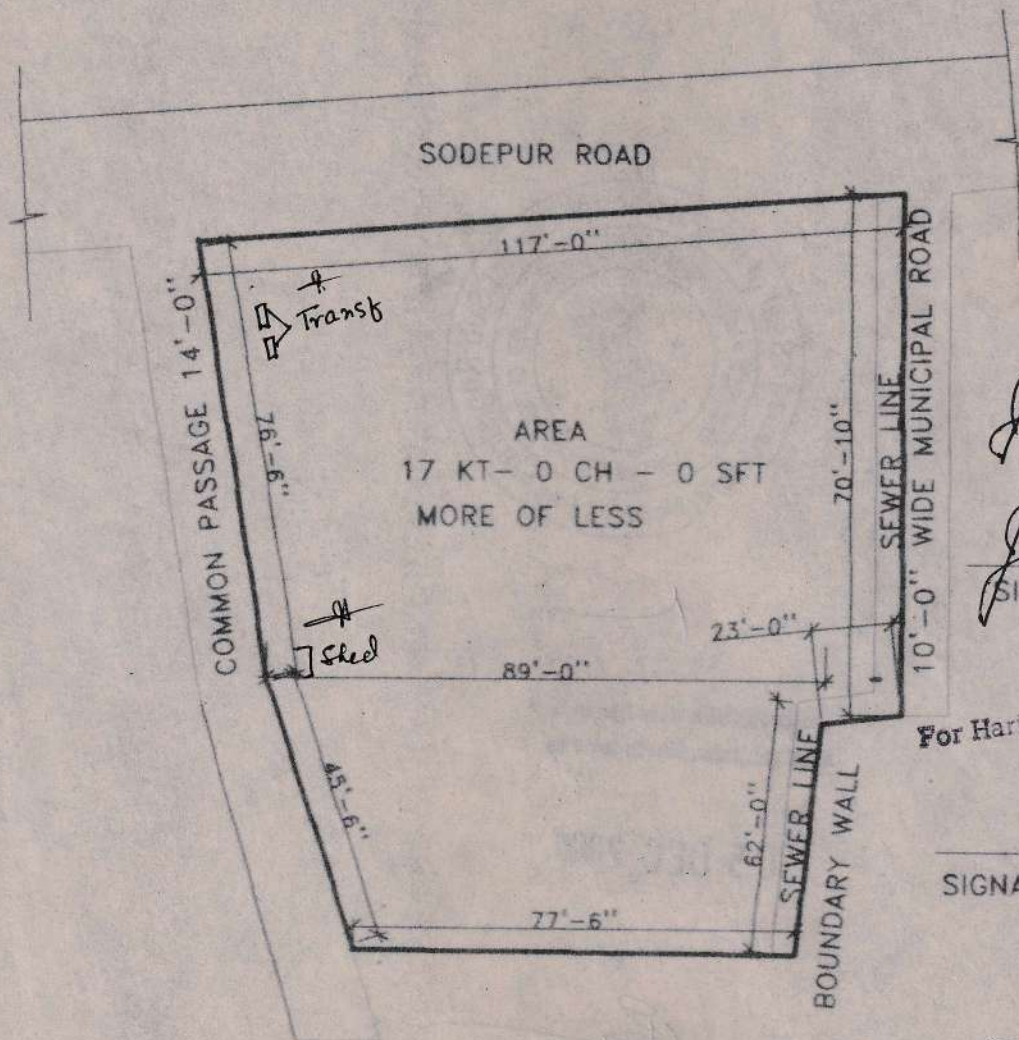 SODEPUR ROAD
117'-0"
COMMON PASSAGE 14'-0"
Transf
76'-6"
AREA
17 KT- 0 CH - 0 SFT
MORE OF LESS
70'-10"
SEWER LINE
10'-0" WIDE MUNICIPAL ROAD
Shed
89'-0"
23'-0"
45'-6"
62'-0"
SEWER LINE
BOUNDARY WALL
77'-6"
For Har
SIGNA